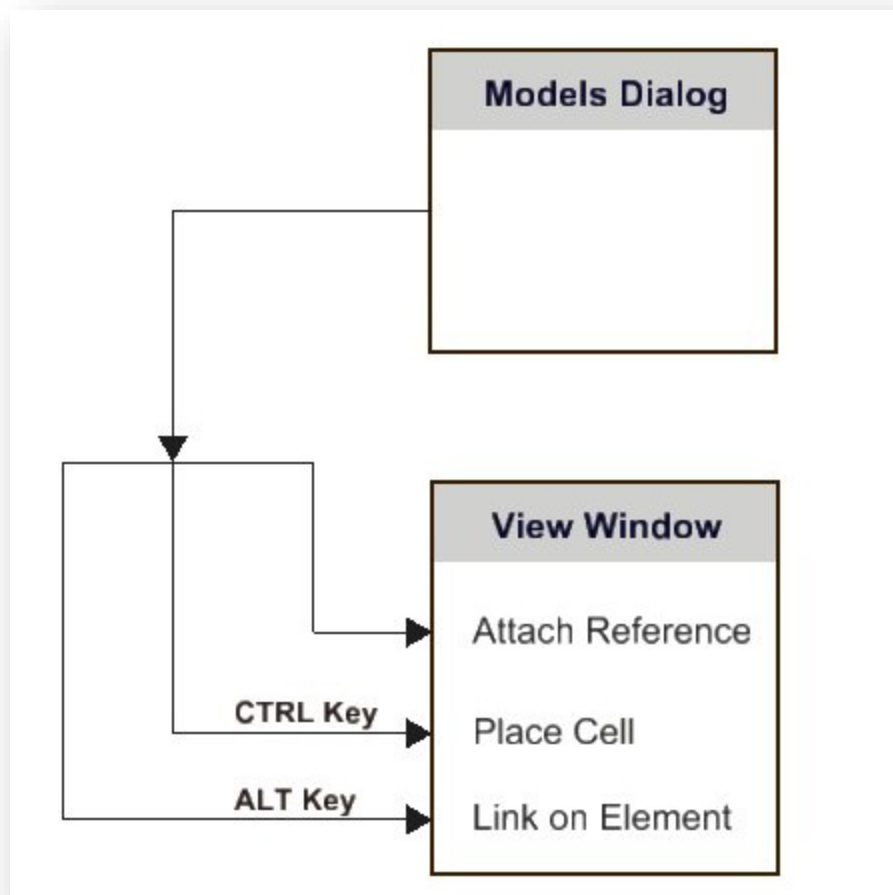 Models Dialog
View Window
Attach Reference
CTRL Key
Place Cell
ALT Key
Link on Element